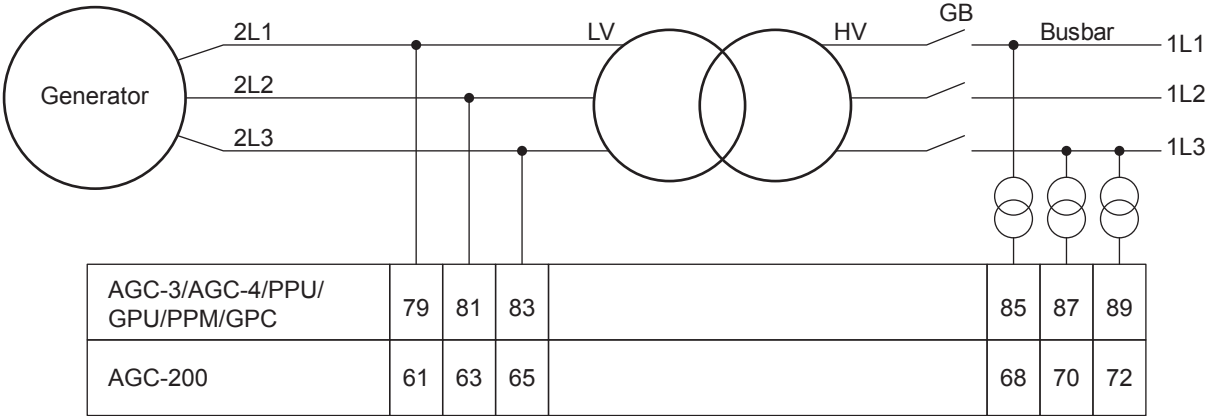 GB
2L1 LV HV Busbar 1L1
2L2 1L2
Generator
2L3 1L3
AGC-3/AGC-4/PPU/
GPU/PPM/GPC 79 81 83 85 87 89
AGC-200 61 63 65 68 70 72